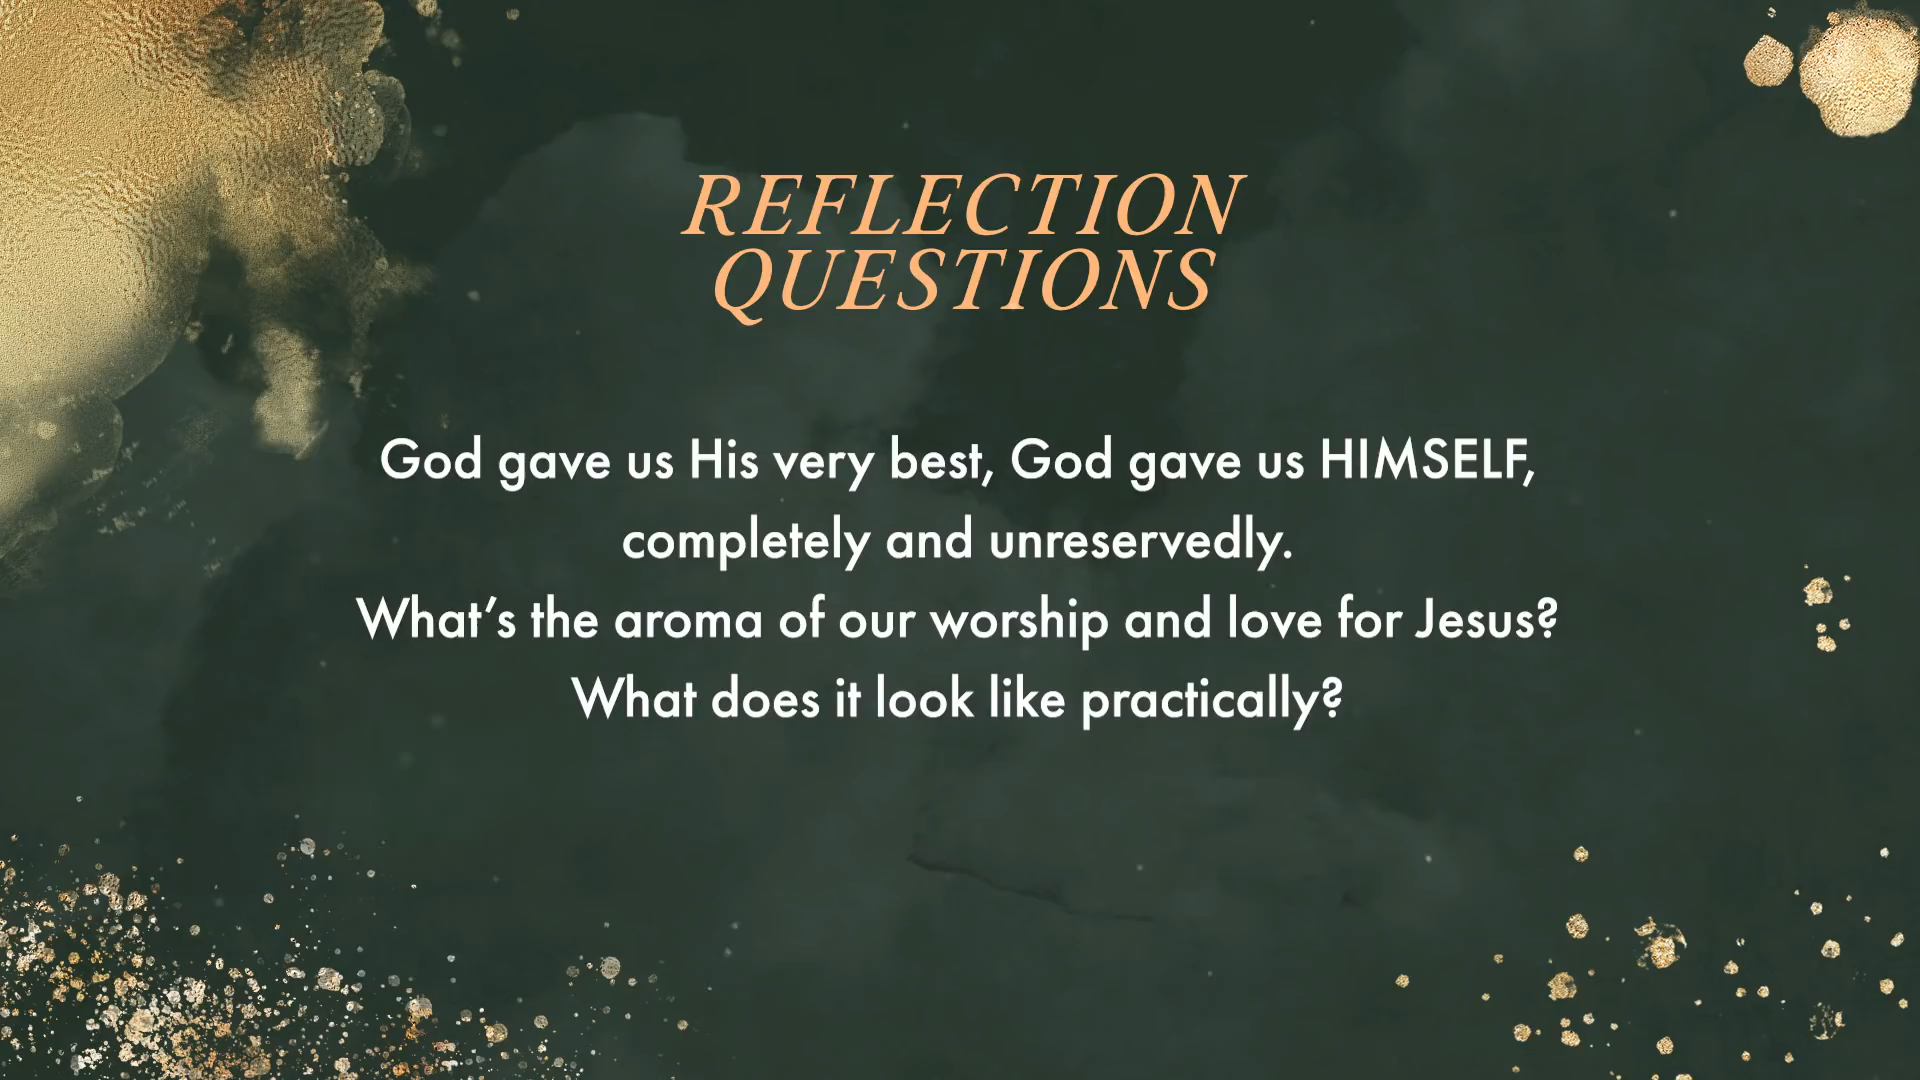 REFLECTION
QUESTIONS
God gave us His very best, God gave us HIMSELF,
completely and unreservedly.
What’s the aroma of our worship and love for Jesus?
What does it look like practically?